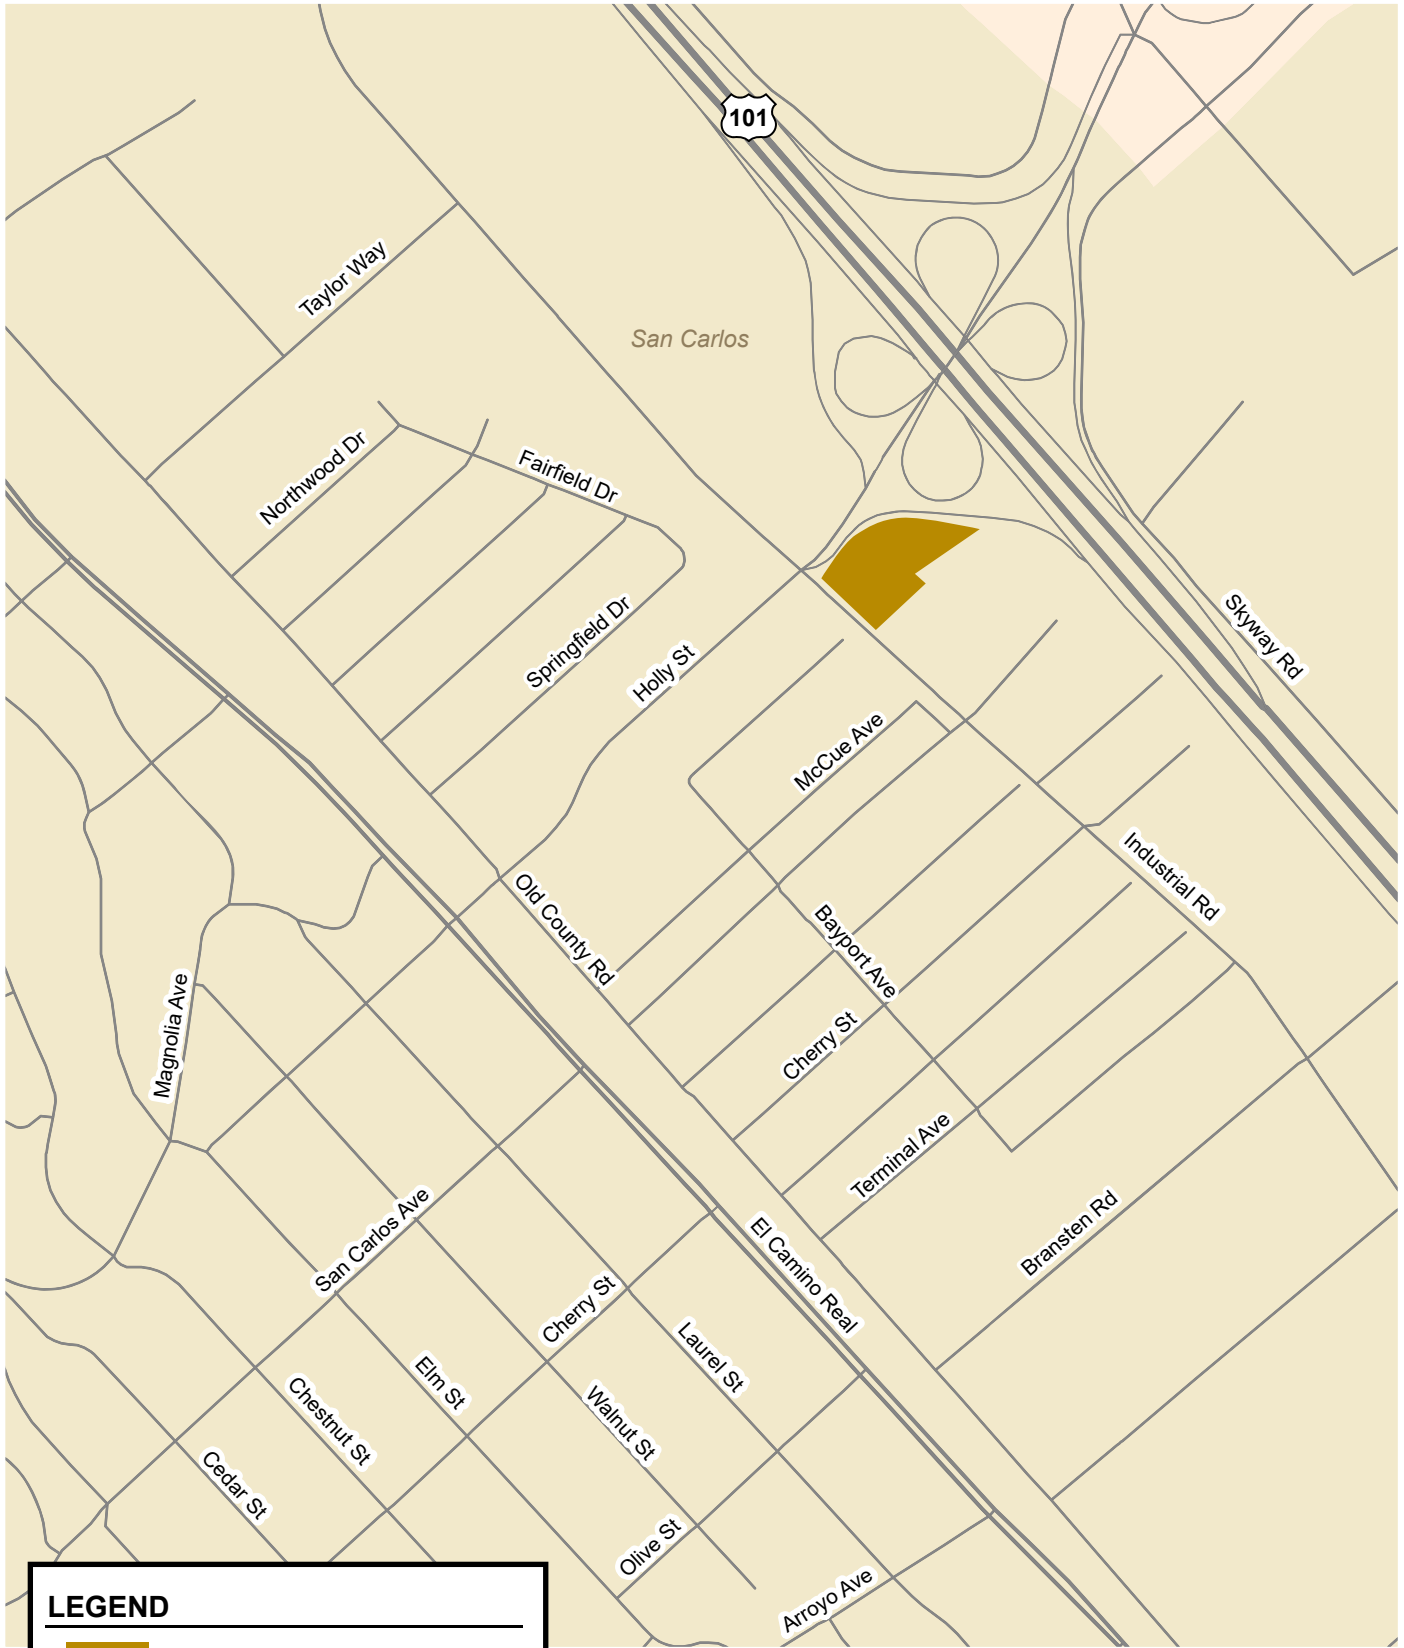 101
Taylor Way
San Carlos
Northwood Dr
Fairfield Dr
Springfield Dr
Holly St
Skyway Rd
McCue Ave
Industrial Rd
Old County Rd
Bayport Ave
Magnolia Ave
Cherry St
Terminal Ave
San Carlos Ave
Bransten Rd
El Camino Real
Cherry St
Laurel St
Elm St
Chestnut St
Walnut St
Cedar St
Olive St
Arroyo Ave
LEGEND